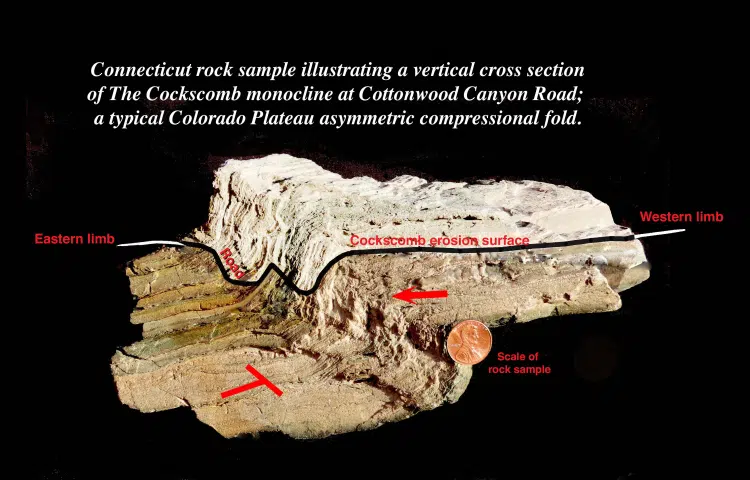 Connecticut rock sample illustrating a vertical cross section
of The Cockscomb monocline at Cottonwood Canyon Road;
a typical Colorado Plateau asymmetric compressional fold.
Western limb
Eastern limb
Cockscomb erosion surface
Road
Scale of
rock sample